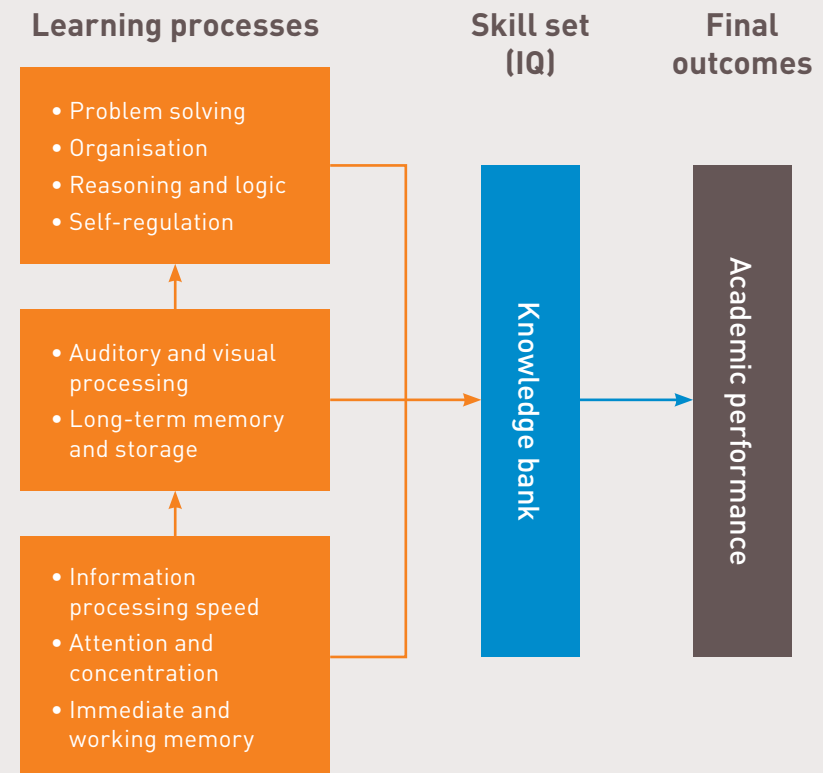 Learning processes
Skill set
(IQ)
Final
outcomes
• Problem solving
• Organisation
• Reasoning and logic
• Self-regulation
• Auditory and visual
processing
• Long-term memory
and storage
• Information
processing speed
• Attention and
concentration
• Immediate and
working memory
Knowledge bank
Academic performance